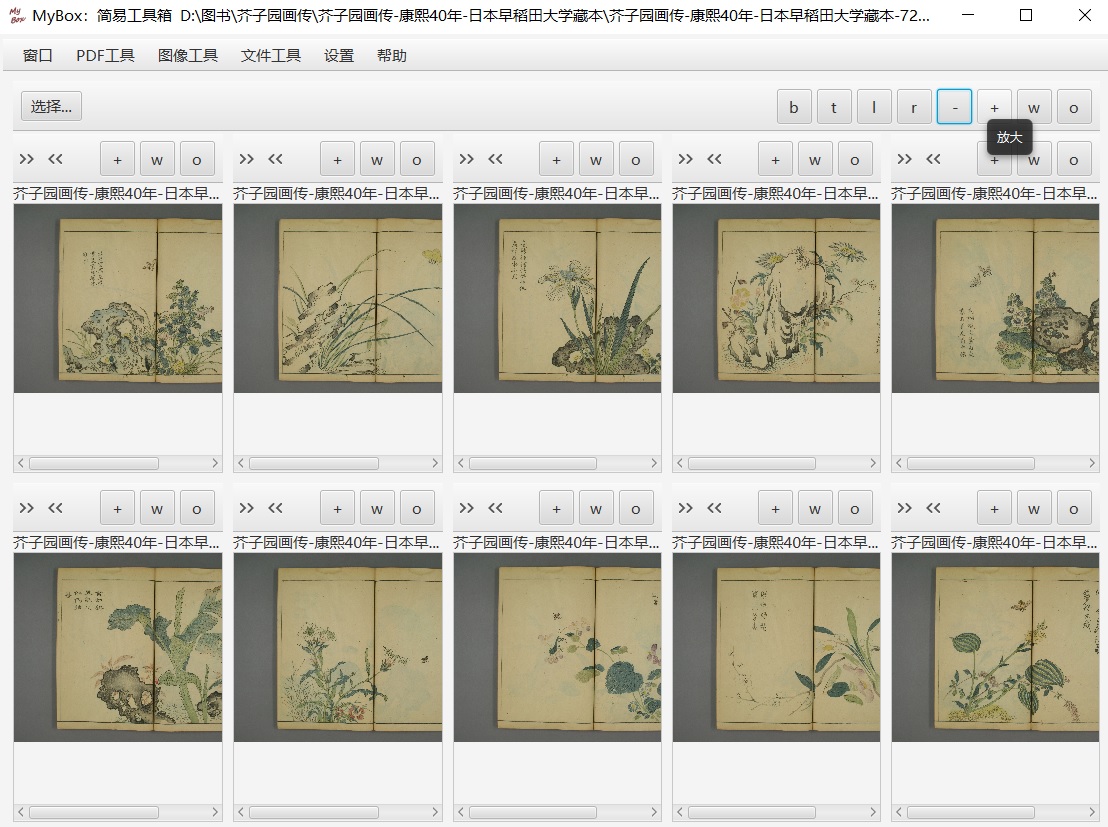 MyBox：简易工具箱 D:\图书\芥子园画传\芥子园画传-康熙40年-日本早稻田大学藏本\芥子园画传-康熙40年-日本早稻田大学藏本-72...
窗口 PDF工具 图像工具 文件工具 设置 帮助
选择... b t l r - + w o
放大
>> << + w o >> << + w o >> << + w o >> << + w o >> << + w o
芥子园画传-康熙40年-日本早... 芥子园画传-康熙40年-日本早... 芥子园画传-康熙40年-日本早... 芥子园画传-康熙40年-日本早... 芥子园画传-康熙40年-日本早...
>> << + w o >> << + w o >> << + w o >> << + w o >> << + w o
芥子园画传-康熙40年-日本早... 芥子园画传-康熙40年-日本早... 芥子园画传-康熙40年-日本早... 芥子园画传-康熙40年-日本早... 芥子园画传-康熙40年-日本早...